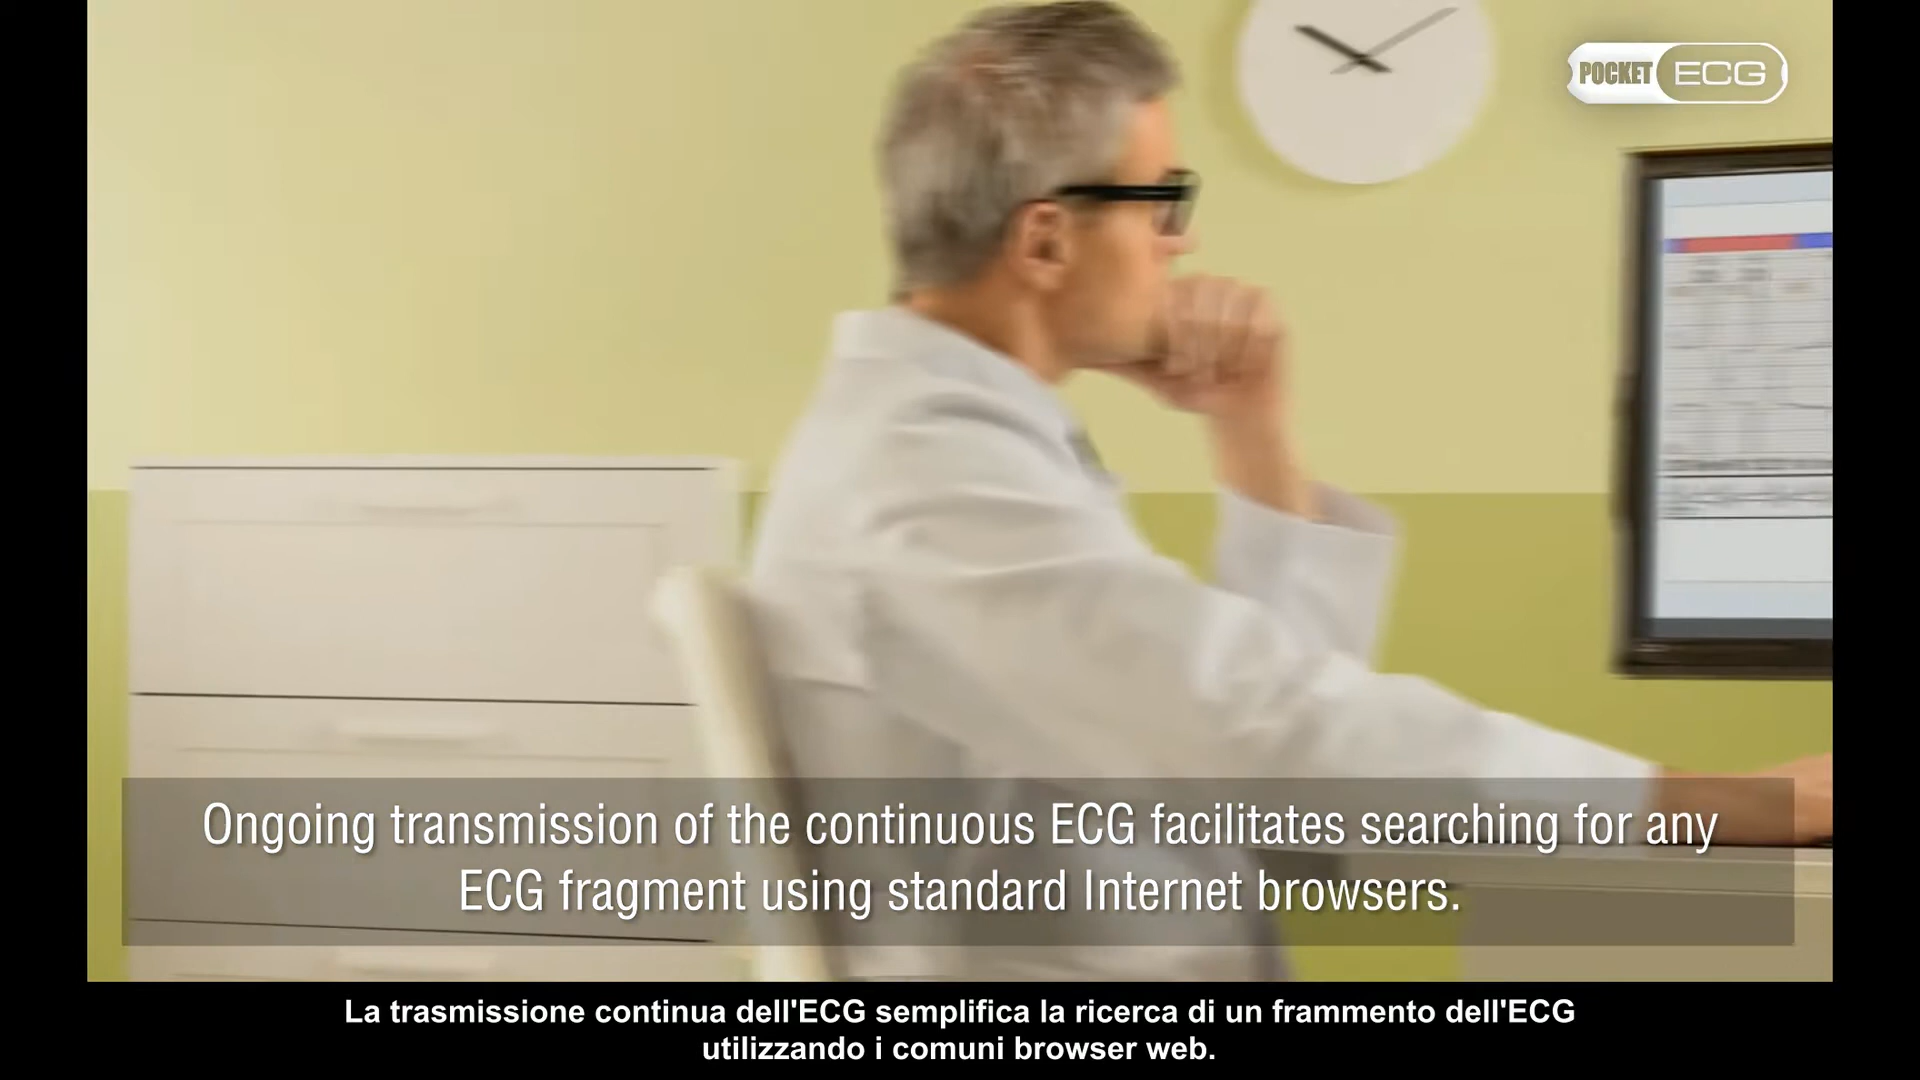 POCKET ECG
Ongoing transmission of the continuous ECG facilitates searching for any
ECG fragment using standard Internet browsers.
La trasmissione continua dell'ECG semplifica la ricerca di un frammento dell'ECG
utilizzando i comuni browser web.